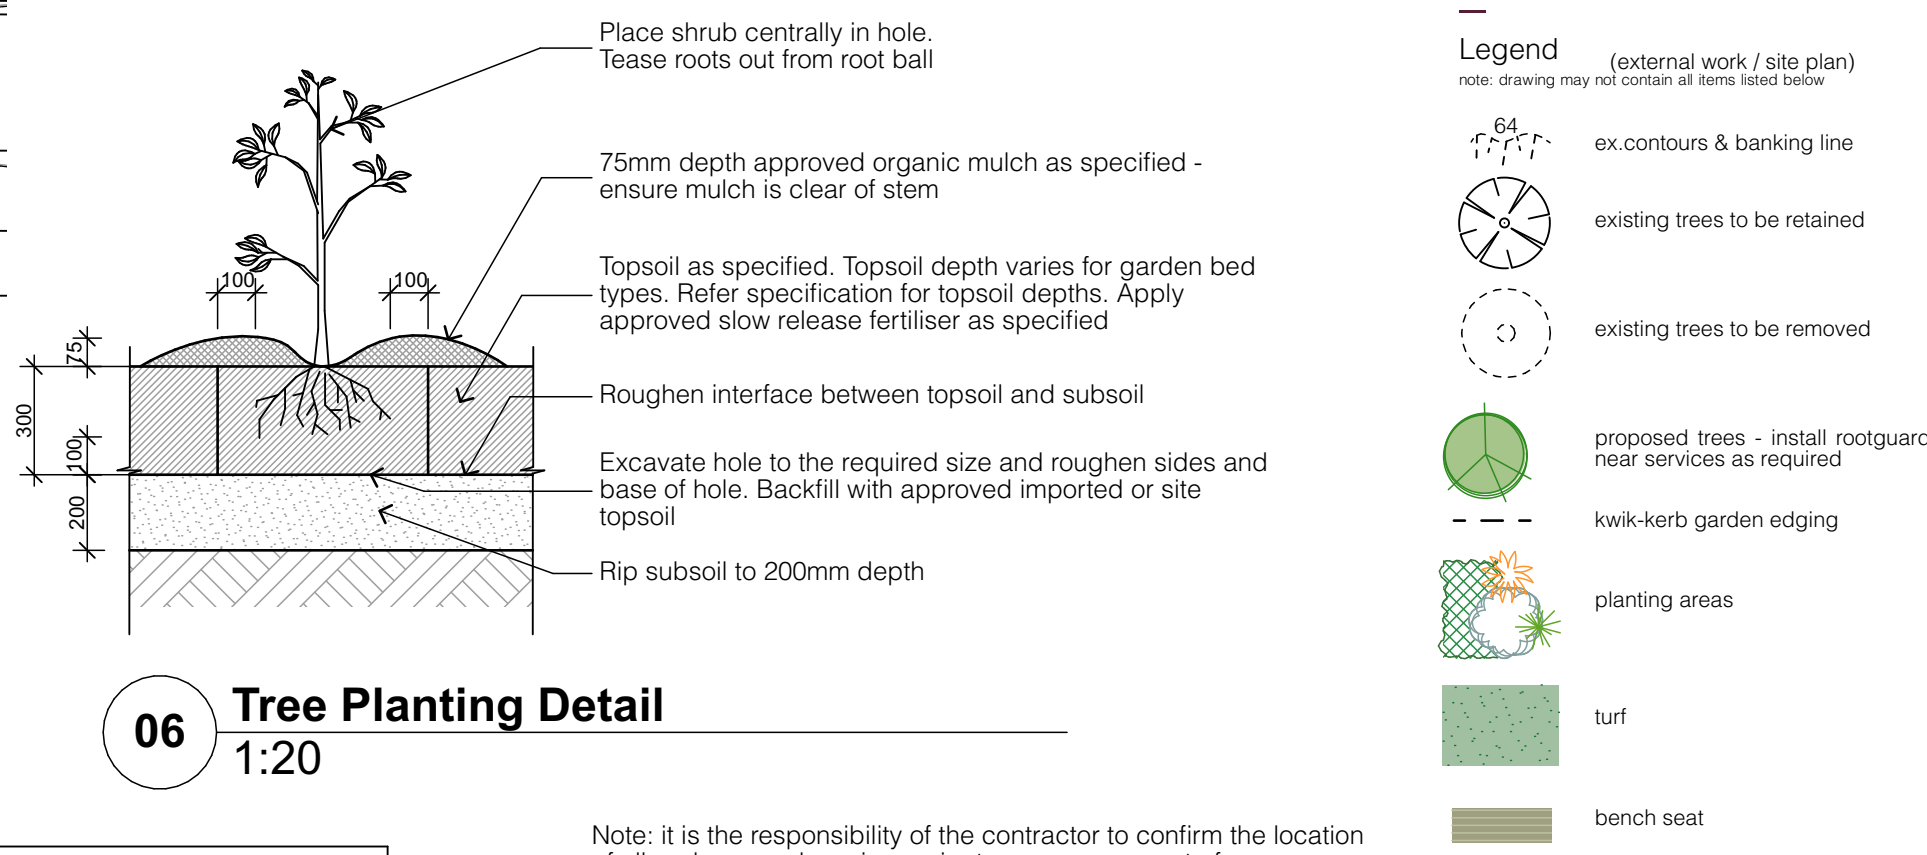 Place shrub centrally in hole.
Tease roots out from root ball
75mm depth approved organic mulch as specified -
ensure mulch is clear of stem
Topsoil as specified. Topsoil depth varies for garden bed
types. Refer specification for topsoil depths. Apply
approved slow release fertiliser as specified
Roughen interface between topsoil and subsoil
Excavate hole to the required size and roughen sides and
base of hole. Backfill with approved imported or site
topsoil
Rip subsoil to 200mm depth
100
100
75
300
100
200
06
Tree Planting Detail
1:20
Note: it is the responsibility of the contractor to confirm the location
Legend
(external work / site plan)
note: drawing may not contain all items listed below
64
ex.contours & banking line
existing trees to be retained
existing trees to be removed
proposed trees - install rootguard
near services as required
kwik-kerb garden edging
planting areas
turf
bench seat